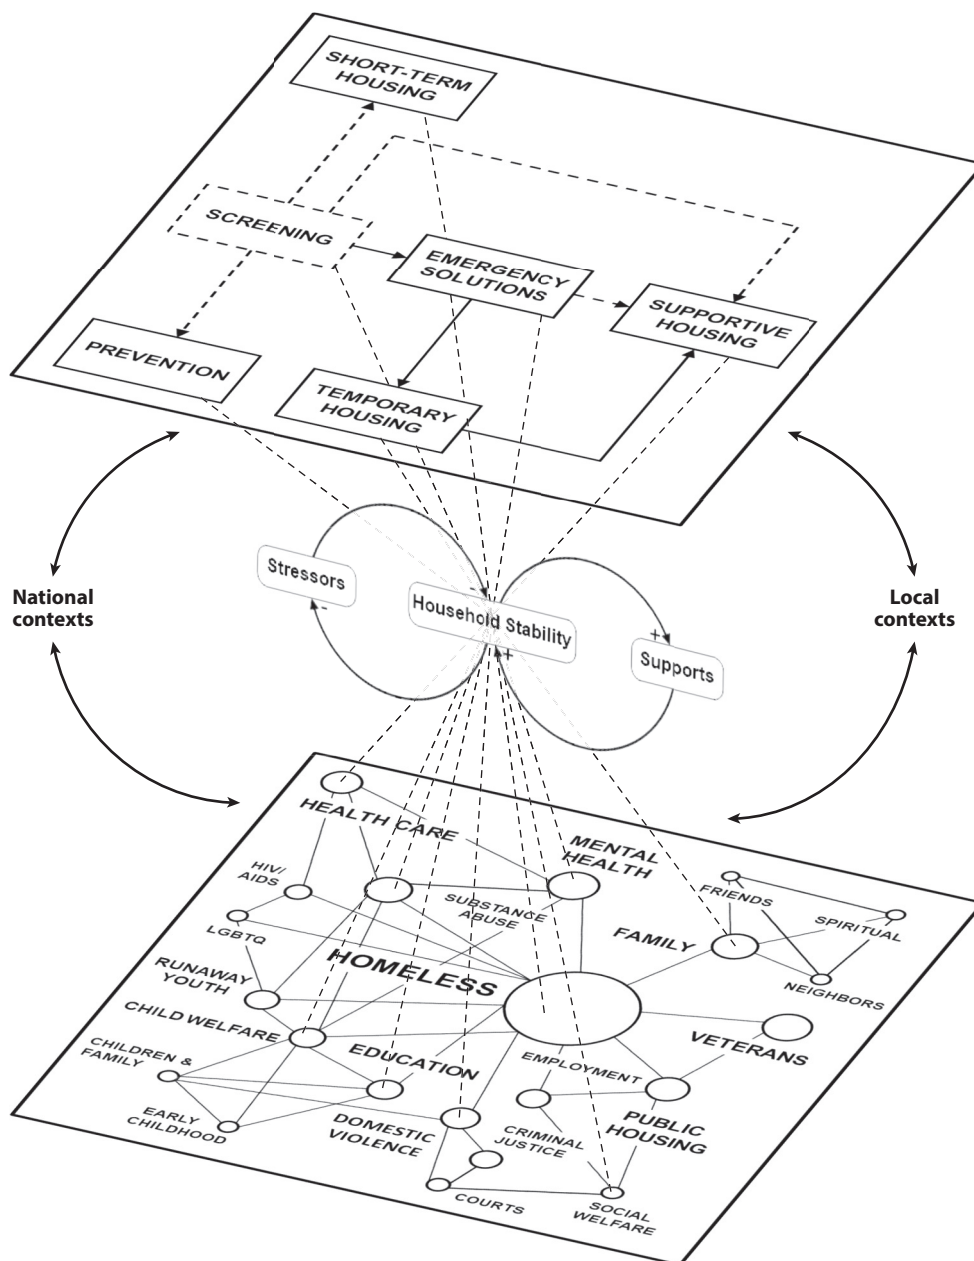 SHORT-TERM
HOUSING
SCREENING
EMERGENCY
SOLUTIONS
SUPPORTIVE
HOUSING
PREVENTION
TEMPORARY
HOUSING
National
contexts
Stressors
-
-
Household Stability
+
+
Supports
Local
contexts
HEALTH CARE
MENTAL
HEALTH
HIV/
AIDS
SUBSTANCE
ABUSE
FRIENDS
SPIRITUAL
LGBTQ
FAMILY
NEIGHBORS
RUNAWAY
YOUTH
HOMELESS
CHILD WELFARE
VETERANS
CHILDREN &
FAMILY
EDUCATION
EMPLOYMENT
EARLY
CHILDHOOD
DOMESTIC
VIOLENCE
CRIMINAL
JUSTICE
PUBLIC
HOUSING
COURTS
SOCIAL
WELFARE